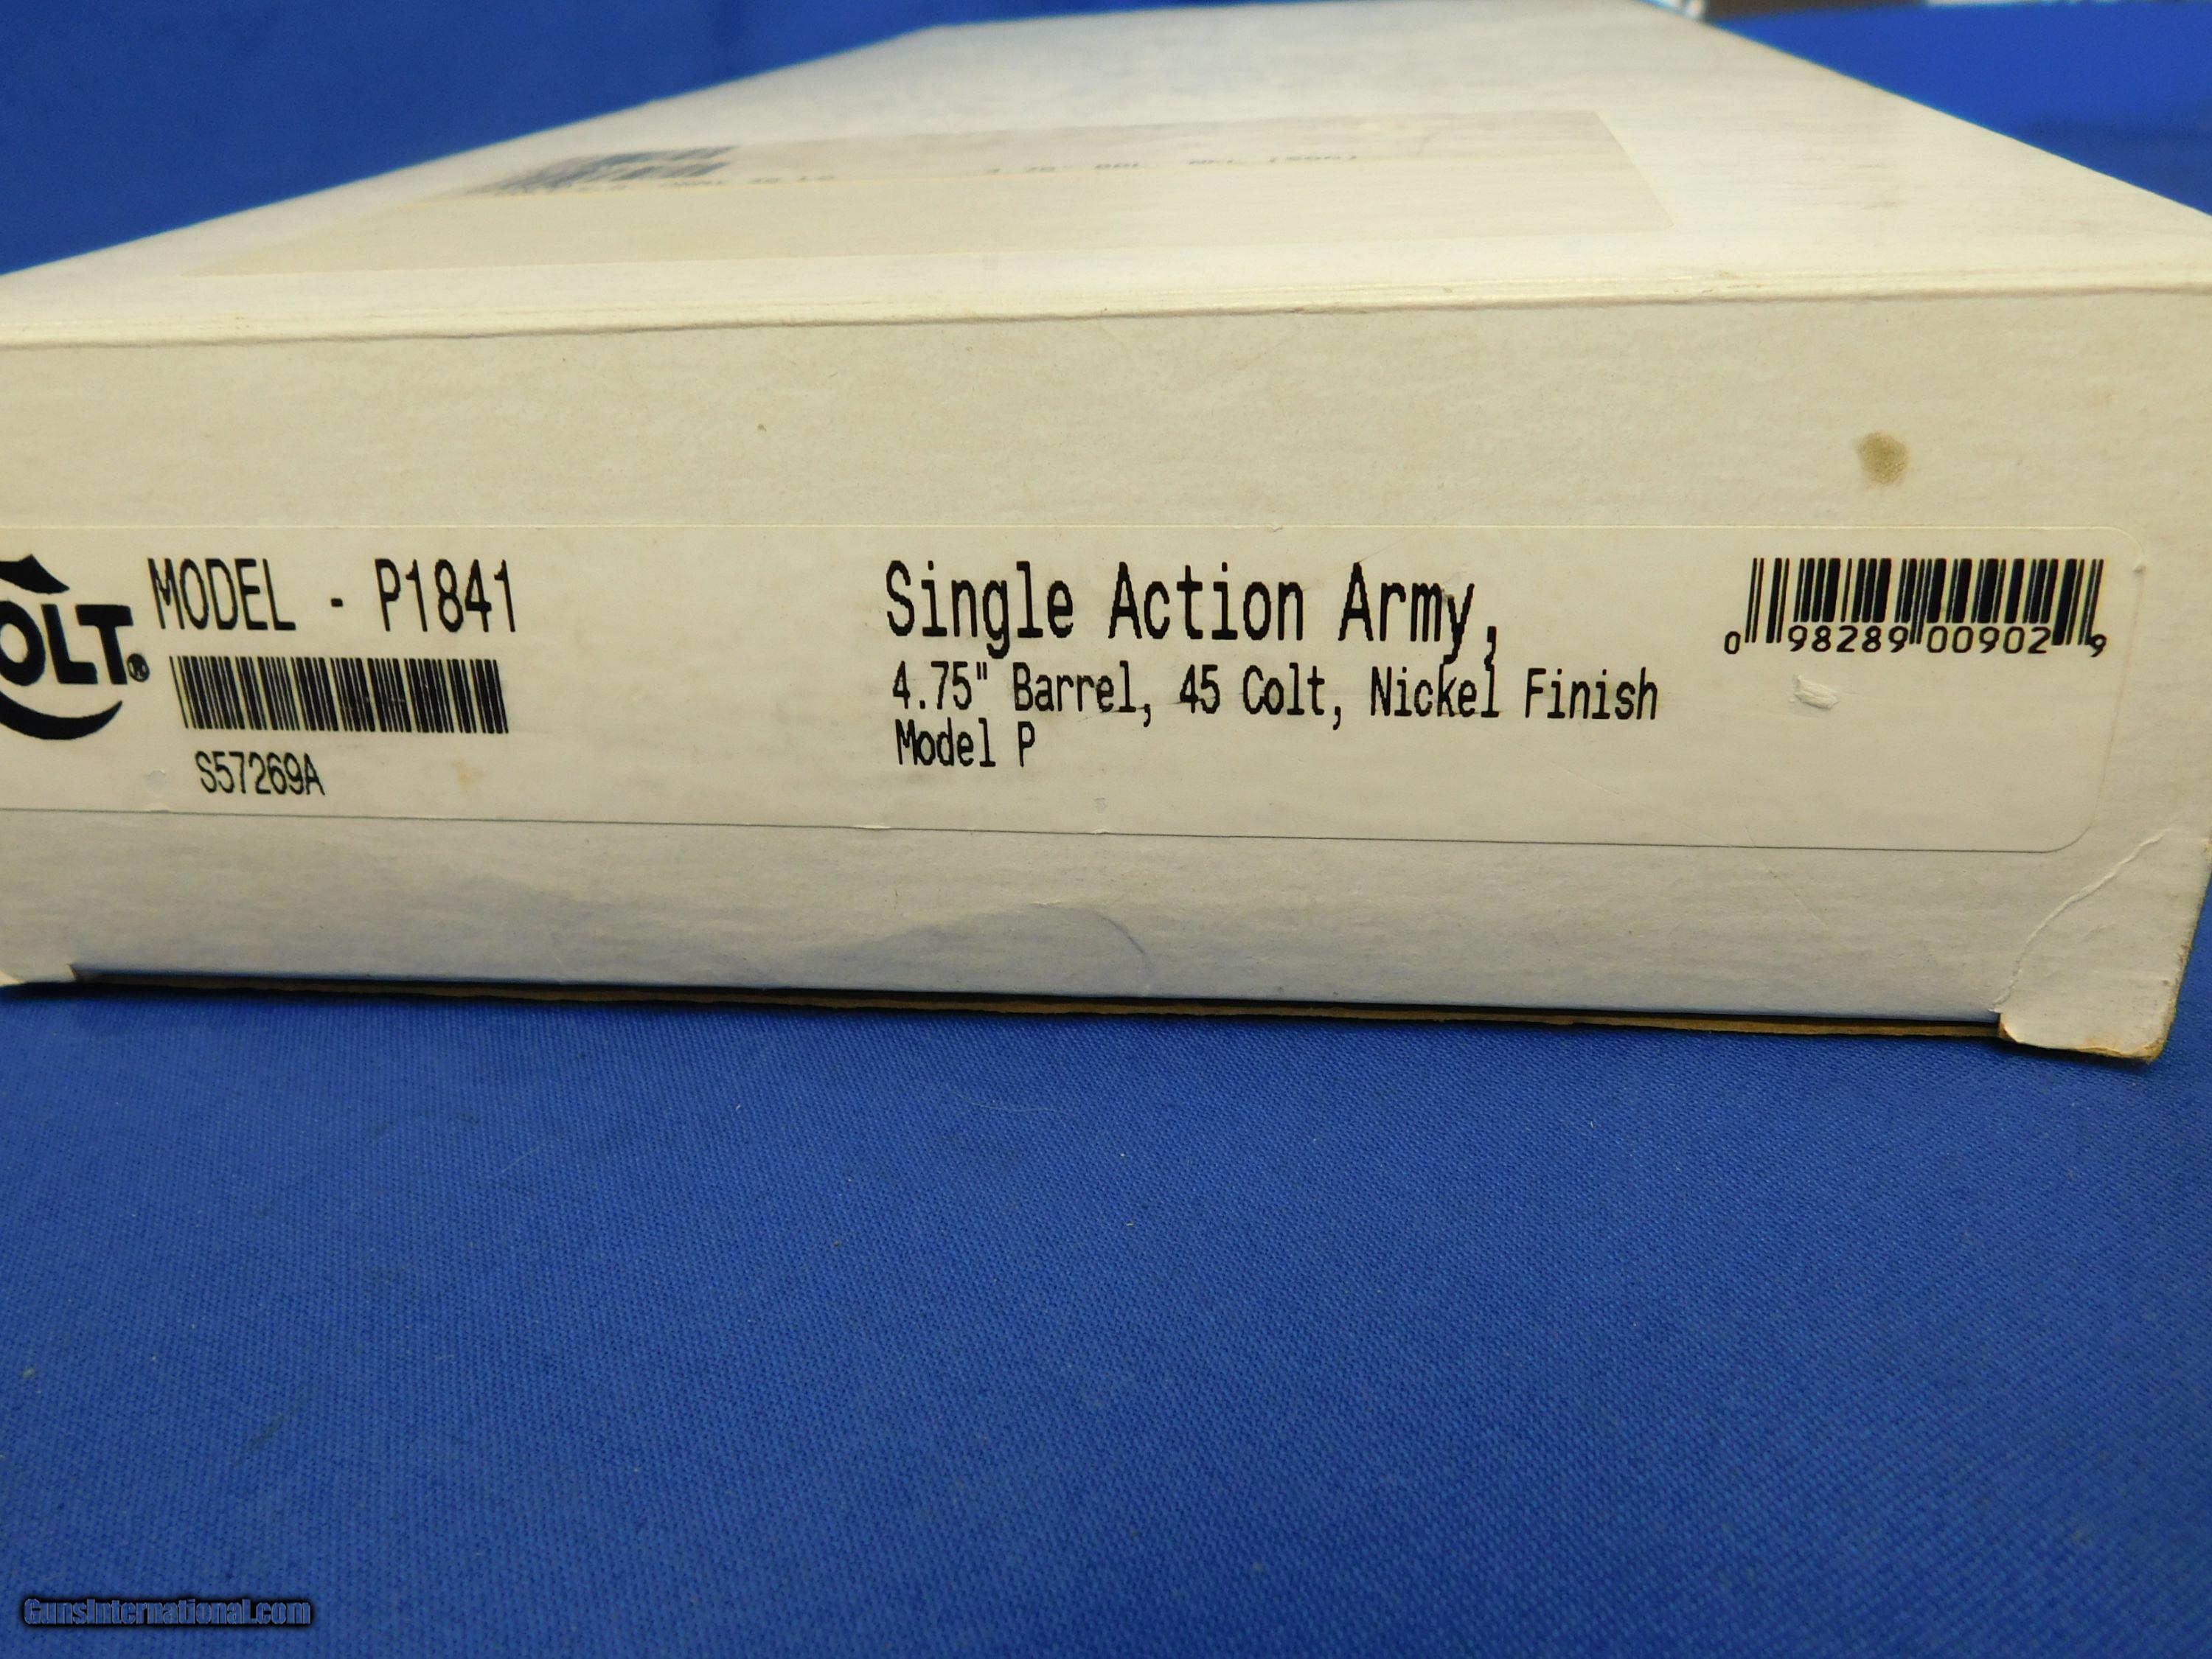 COLT®
MODEL - P1841
S57269A
Single Action Army,
4.75" Barrel, 45 Colt, Nickel Finish
Model P
0 98289 00902 9
GunsInternational.com